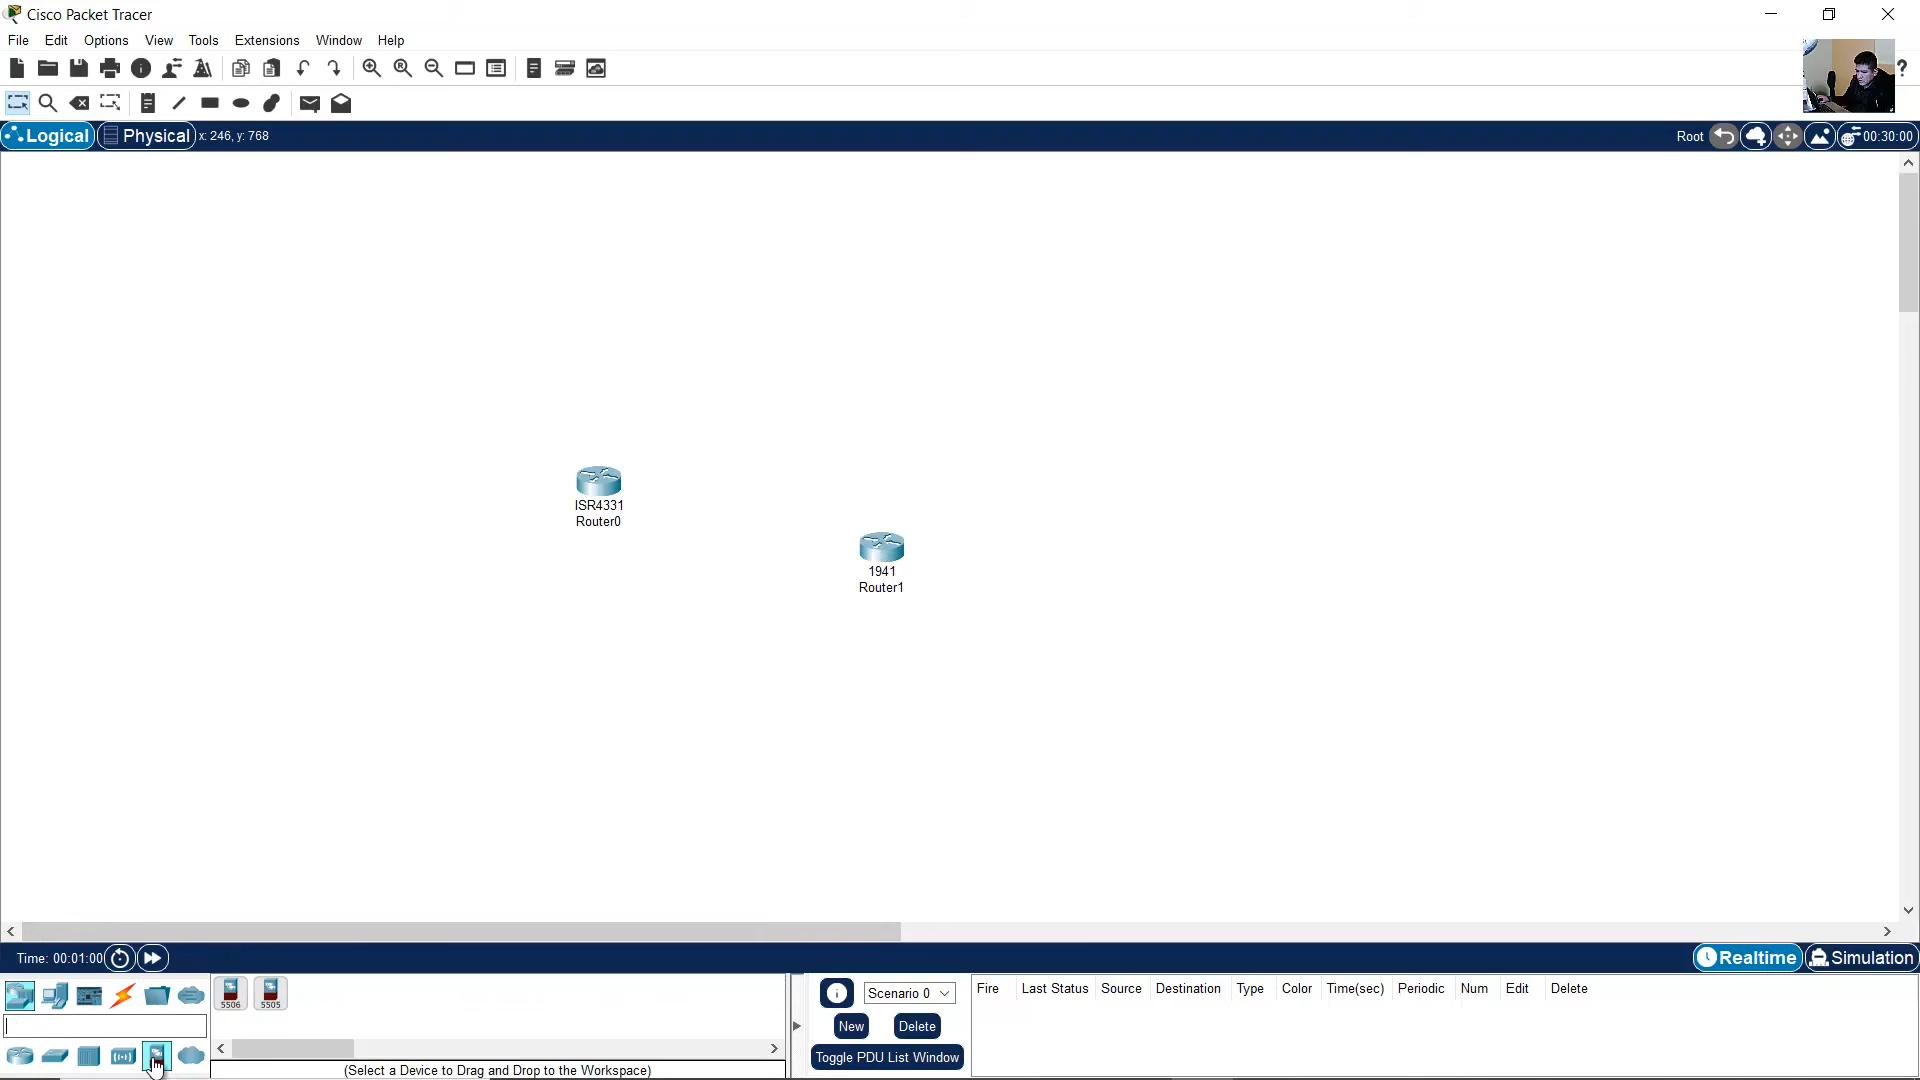 Cisco Packet Tracer
File Edit Options View Tools Extensions Window Help
?
Logical Physical x: 246, y: 768 Root 00:30:00
ISR4331
Router0
1941
Router1
Time: 00:01:00 Realtime Simulation
5506 5505
Scenario 0
New Delete
Toggle PDU List Window
Fire Last Status Source Destination Type Color Time(sec) Periodic Num Edit Delete
(Select a Device to Drag and Drop to the Workspace)